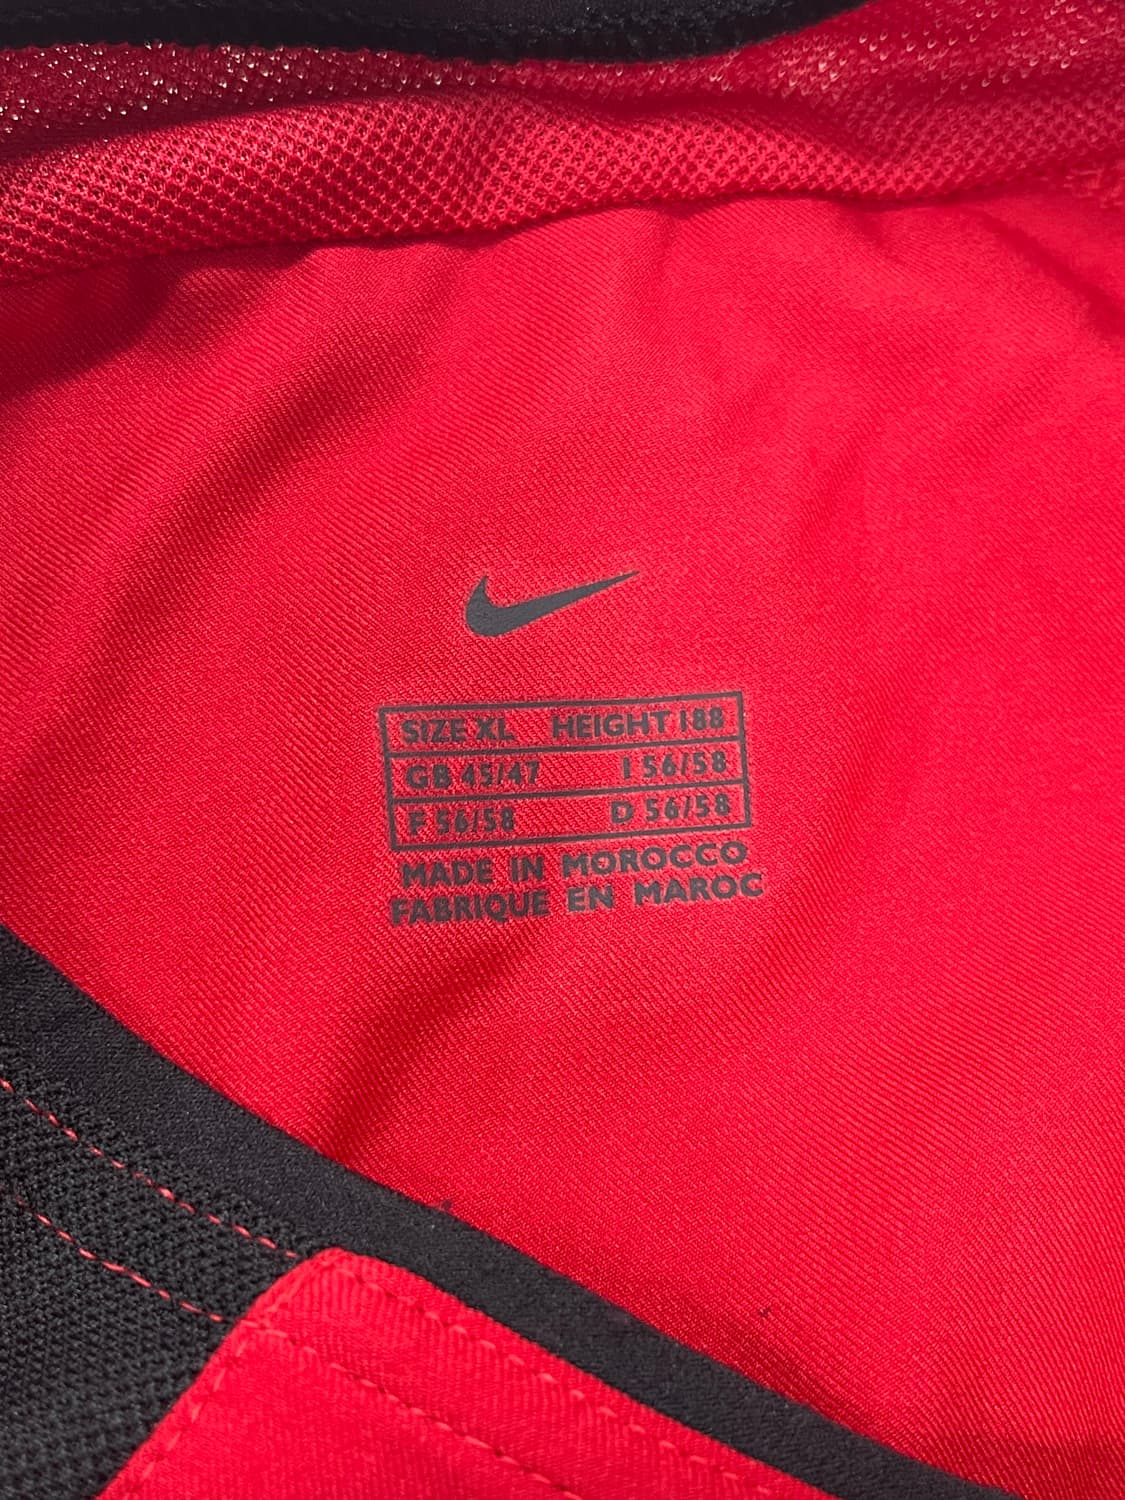 SIZE XL HEIGHT 188
GB 45/47 I 56/58
F 56/58 D 56/58
MADE IN MOROCCO
FABRIQUE EN MAROC